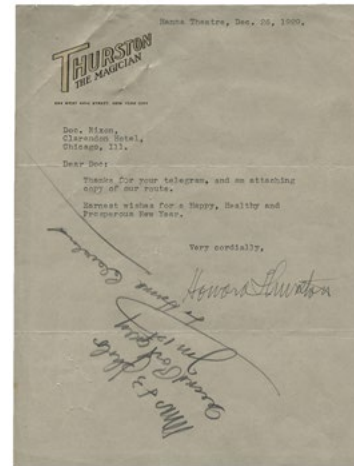 Hanna Theatre, Dec. 26, 1929.
THURSTON
THE MAGICIAN
Doc. Nixon,
Clarendon Hotel,
Chicago, Ill.
Dear Doc:
Thanks for your telegram, and am attaching
copy of our route.
Earnest wishes for a Happy, Healthy and
Prosperous New Year.
Very cordially,
Howard Thurston